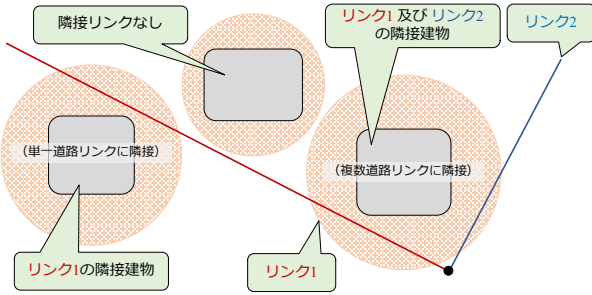 隣接リンクなし
リンク1 及び リンク2
の隣接建物
リンク2
（単一道路リンクに隣接）
（複数道路リンクに隣接）
リンク1の隣接建物
リンク1